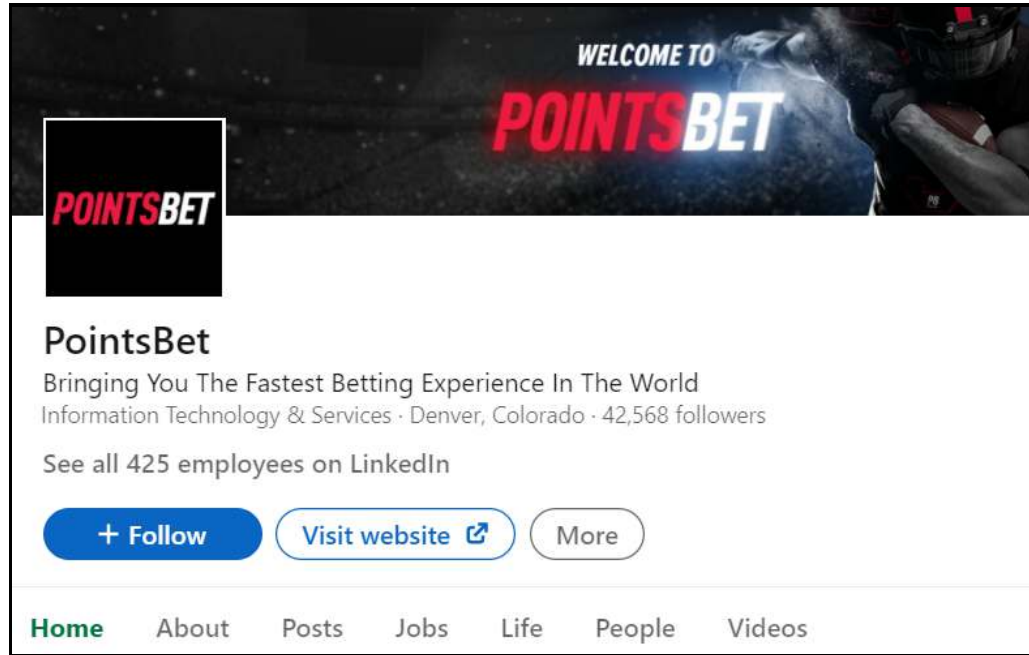 WELCOME TO
POINTSBET
POINTSBET
PointsBet
Bringing You The Fastest Betting Experience In The World
Information Technology & Services · Denver, Colorado · 42,568 followers
See all 425 employees on LinkedIn
+ Follow Visit website More
Home About Posts Jobs Life People Videos